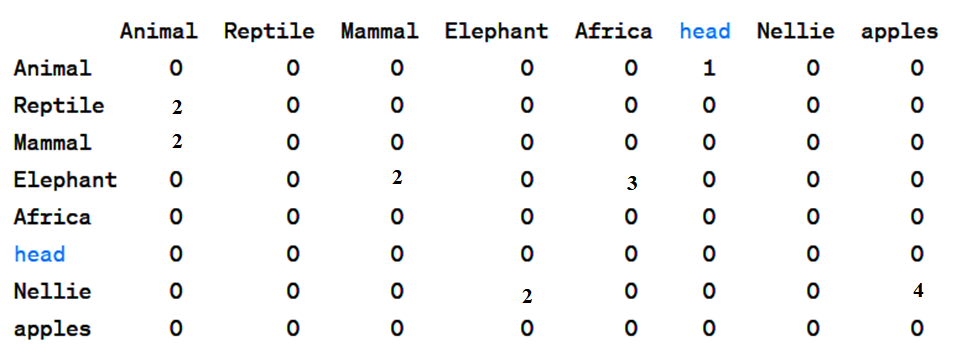 Animal Reptile Mammal Elephant Africa head Nellie apples
Animal 0 0 0 0 0 1 0 0
Reptile 2 0 0 0 0 0 0 0
Mammal 2 0 0 0 0 0 0 0
Elephant 0 0 2 0 3 0 0 0
Africa 0 0 0 0 0 0 0 0
head 0 0 0 0 0 0 0 0
Nellie 0 0 0 2 0 0 0 4
apples 0 0 0 0 0 0 0 0